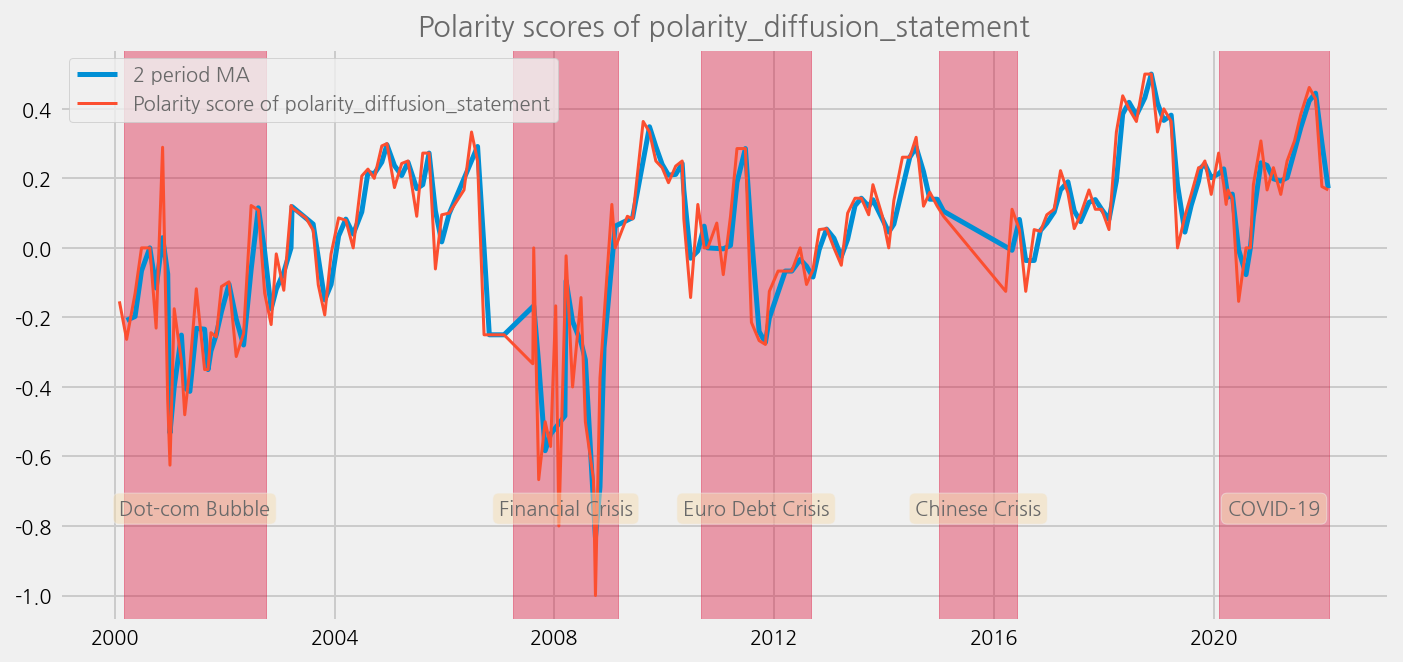 Polarity scores of polarity_diffusion_statement
2 period MA
Polarity score of polarity_diffusion_statement
0.4
0.2
0.0
-0.2
-0.4
-0.6
-0.8
-1.0
Dot-com Bubble
Financial Crisis
Euro Debt Crisis
Chinese Crisis
COVID-19
2000
2004
2008
2012
2016
2020